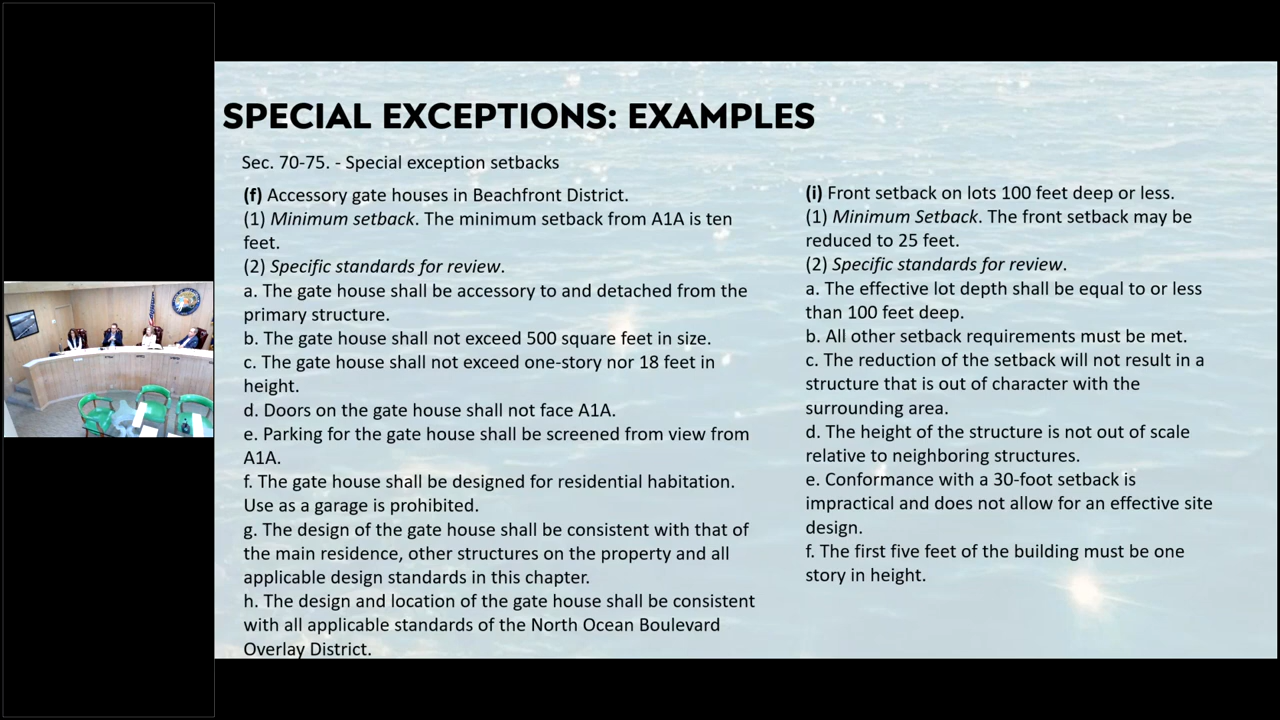 SPECIAL EXCEPTIONS: EXAMPLES
Sec. 70-75. - Special exception setbacks
(f) Accessory gate houses in Beachfront District.
(1) Minimum setback. The minimum setback from A1A is ten
feet.
(2) Specific standards for review.
a. The gate house shall be accessory to and detached from the
primary structure.
b. The gate house shall not exceed 500 square feet in size.
c. The gate house shall not exceed one-story nor 18 feet in
height.
d. Doors on the gate house shall not face A1A.
e. Parking for the gate house shall be screened from view from
A1A.
f. The gate house shall be designed for residential habitation.
Use as a garage is prohibited.
g. The design of the gate house shall be consistent with that of
the main residence, other structures on the property and all
applicable design standards in this chapter.
h. The design and location of the gate house shall be consistent
with all applicable standards of the North Ocean Boulevard
Overlay District.
(i) Front setback on lots 100 feet deep or less.
(1) Minimum Setback. The front setback may be
reduced to 25 feet.
(2) Specific standards for review.
a. The effective lot depth shall be equal to or less
than 100 feet deep.
b. All other setback requirements must be met.
c. The reduction of the setback will not result in a
structure that is out of character with the
surrounding area.
d. The height of the structure is not out of scale
relative to neighboring structures.
e. Conformance with a 30-foot setback is
impractical and does not allow for an effective site
design.
f. The first five feet of the building must be one
story in height.